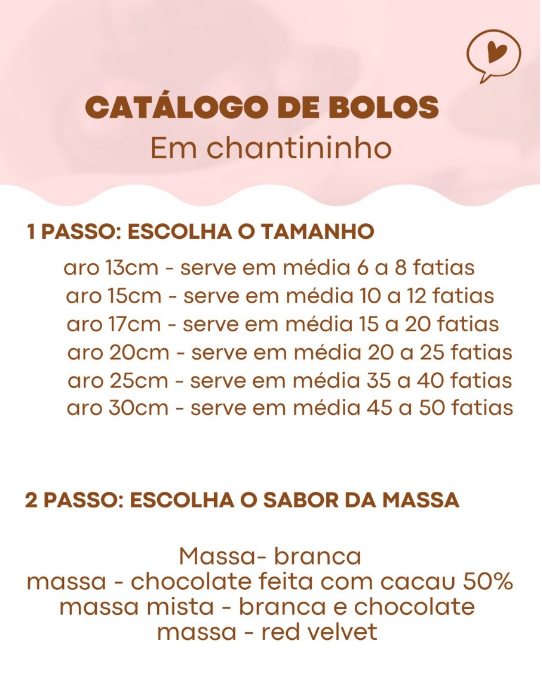 CATÁLOGO DE BOLOS
Em chantininho
1 PASSO: ESCOLHA O TAMANHO
aro 13cm - serve em média 6 a 8 fatias
aro 15cm - serve em média 10 a 12 fatias
aro 17cm - serve em média 15 a 20 fatias
aro 20cm - serve em média 20 a 25 fatias
aro 25cm - serve em média 35 a 40 fatias
aro 30cm - serve em média 45 a 50 fatias
2 PASSO: ESCOLHA O SABOR DA MASSA
Massa- branca
massa - chocolate feita com cacau 50%
massa mista - branca e chocolate
massa - red velvet